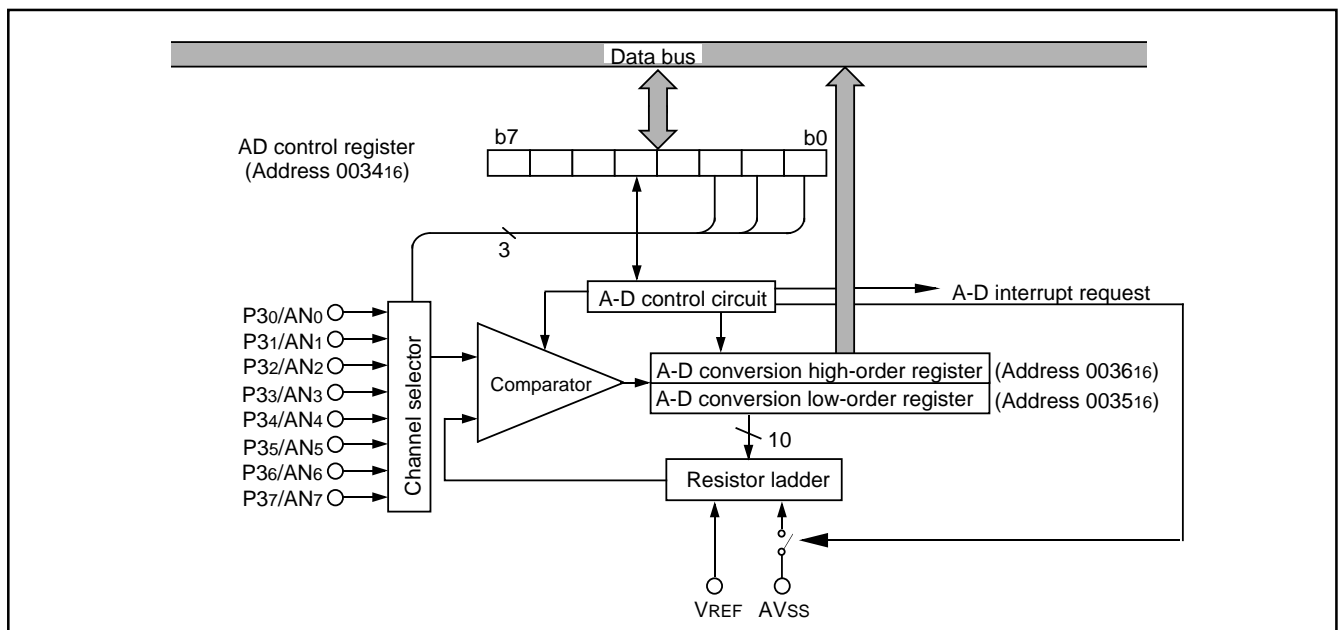 Data bus
b7 b0
AD control register
(Address 003416)
3
A-D control circuit
A-D interrupt request
P30/AN0
P31/AN1
P32/AN2
P33/AN3
P34/AN4
P35/AN5
P36/AN6
P37/AN7
Channel selector
Comparator
A-D conversion high-order register (Address 003616)
A-D conversion low-order register (Address 003516)
10
Resistor ladder
VREF AVSS